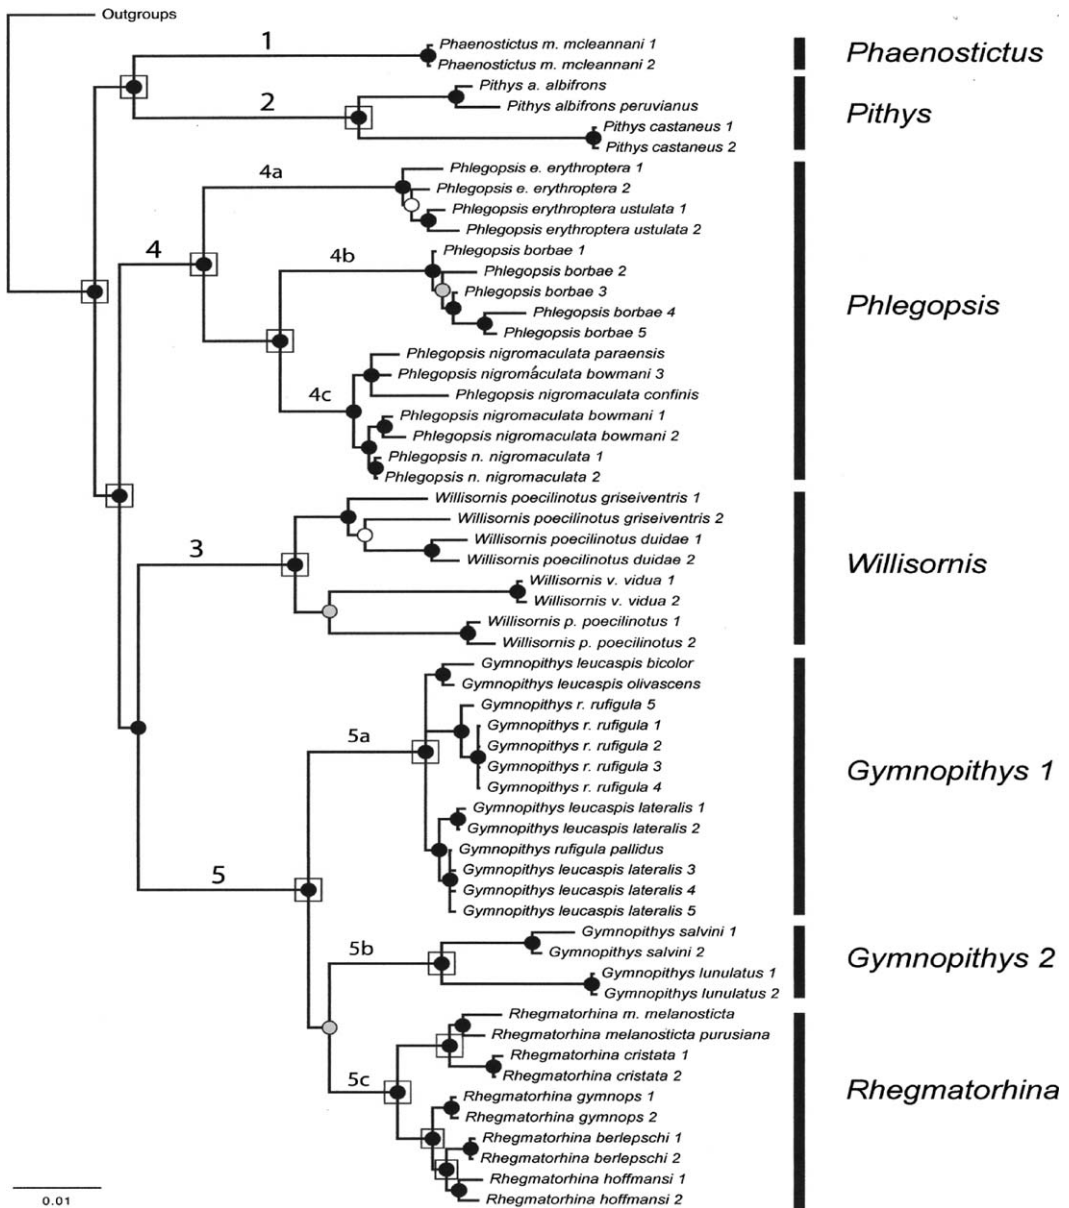 Outgroups
1
Phaenostictus m. mcleannani 1
Phaenostictus m. mcleannani 2
Phaenostictus
2
Pithys a. albifrons
Pithys albifrons peruvianus
Pithys castaneus 1
Pithys castaneus 2
Pithys
4
4a
Phlegopsis e. erythroptera 1
Phlegopsis e. erythroptera 2
Phlegopsis erythroptera ustulata 1
Phlegopsis erythroptera ustulata 2
4b
Phlegopsis borbae 1
Phlegopsis borbae 2
Phlegopsis borbae 3
Phlegopsis borbae 4
Phlegopsis borbae 5
4c
Phlegopsis nigromaculata paraensis
Phlegopsis nigromaculata bowmani 3
Phlegopsis nigromaculata confinis
Phlegopsis nigromaculata bowmani 1
Phlegopsis nigromaculata bowmani 2
Phlegopsis n. nigromaculata 1
Phlegopsis n. nigromaculata 2
Phlegopsis
3
Willisornis poecilinotus griseiventris 1
Willisornis poecilinotus griseiventris 2
Willisornis poecilinotus duidae 1
Willisornis poecilinotus duidae 2
Willisornis v. vidua 1
Willisornis v. vidua 2
Willisornis p. poecilinotus 1
Willisornis p. poecilinotus 2
Willisornis
5
5a
Gymnopithys leucaspis bicolor
Gymnopithys leucaspis olivascens
Gymnopithys r. rufigula 5
Gymnopithys r. rufigula 1
Gymnopithys r. rufigula 2
Gymnopithys r. rufigula 3
Gymnopithys r. rufigula 4
Gymnopithys leucaspis lateralis 1
Gymnopithys leucaspis lateralis 2
Gymnopithys rufigula pallidus
Gymnopithys leucaspis lateralis 3
Gymnopithys leucaspis lateralis 4
Gymnopithys leucaspis lateralis 5
Gymnopithys 1
5b
Gymnopithys salvini 1
Gymnopithys salvini 2
Gymnopithys lunulatus 1
Gymnopithys lunulatus 2
Gymnopithys 2
5c
Rhegmatorhina m. melanosticta
Rhegmatorhina melanosticta purusiana
Rhegmatorhina cristata 1
Rhegmatorhina cristata 2
Rhegmatorhina gymnops 1
Rhegmatorhina gymnops 2
Rhegmatorhina berlepschi 1
Rhegmatorhina berlepschi 2
Rhegmatorhina hoffmansi 1
Rhegmatorhina hoffmansi 2
Rhegmatorhina
0.01